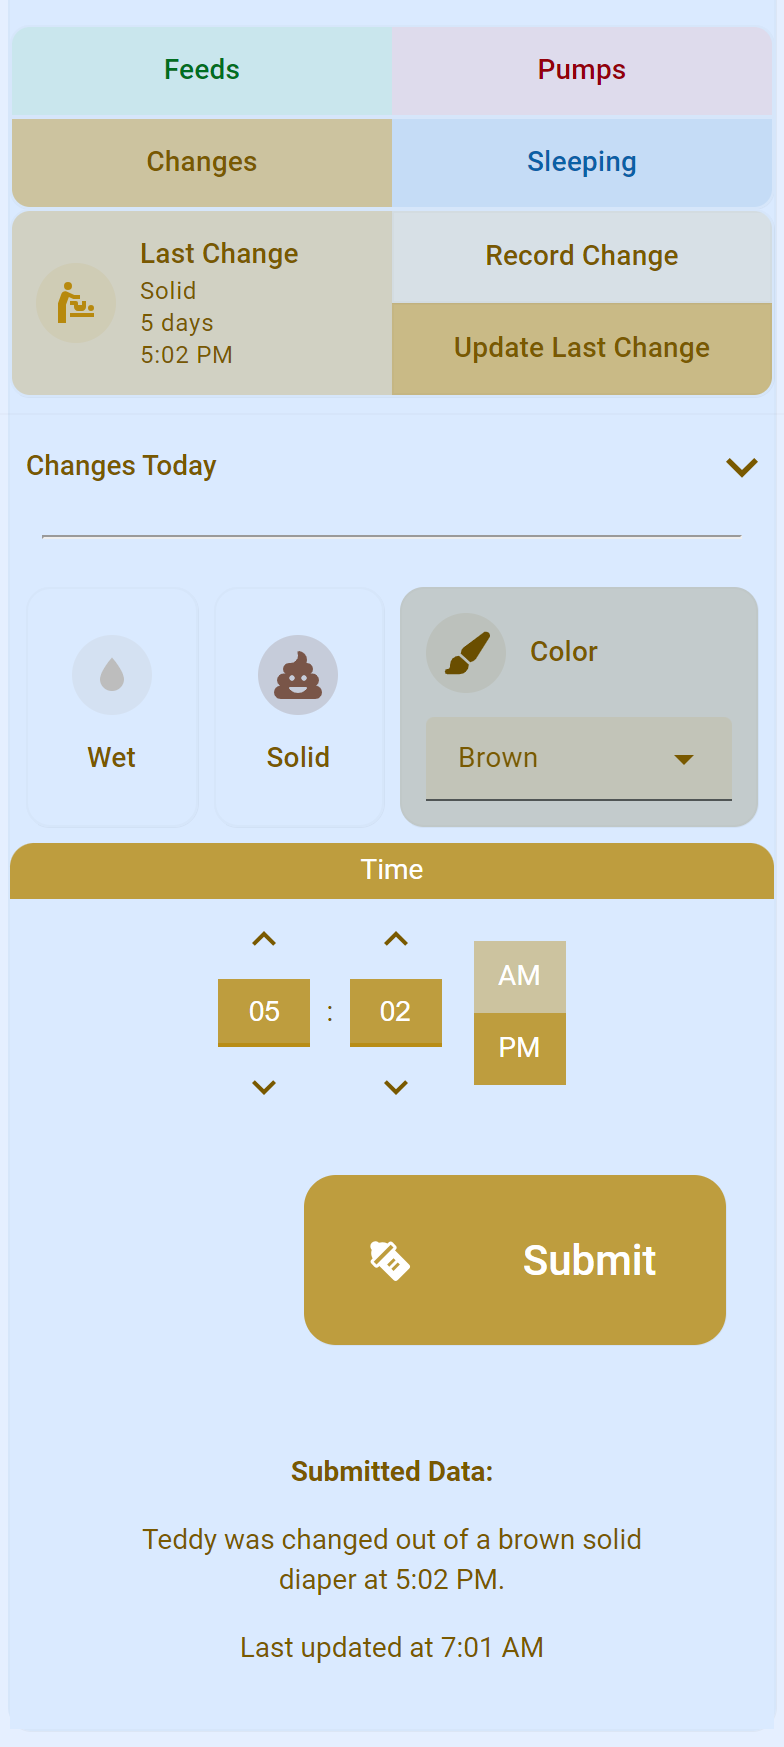 Feeds
Pumps
Changes
Sleeping
Last Change
Solid
5 days
5:02 PM
Record Change
Update Last Change
Changes Today
Wet
Solid
Color
Brown
Time
05 : 02
AM
PM
Submit
Submitted Data:
Teddy was changed out of a brown solid
diaper at 5:02 PM.
Last updated at 7:01 AM